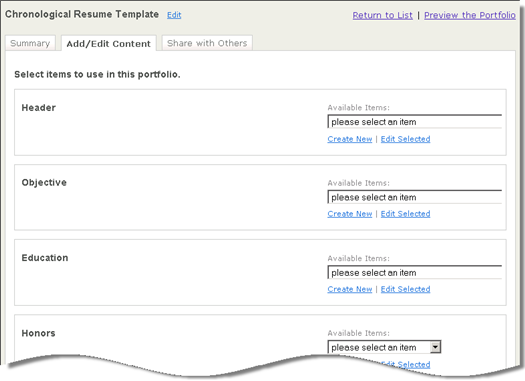 Chronological Resume Template Edit Return to List | Preview the Portfolio
Summary Add/Edit Content Share with Others
Select items to use in this portfolio.
Header
Available Items:
please select an item
Create New | Edit Selected
Objective
Available Items:
please select an item
Create New | Edit Selected
Education
Available Items:
please select an item
Create New | Edit Selected
Honors
Available Items:
please select an item
Edit Selected